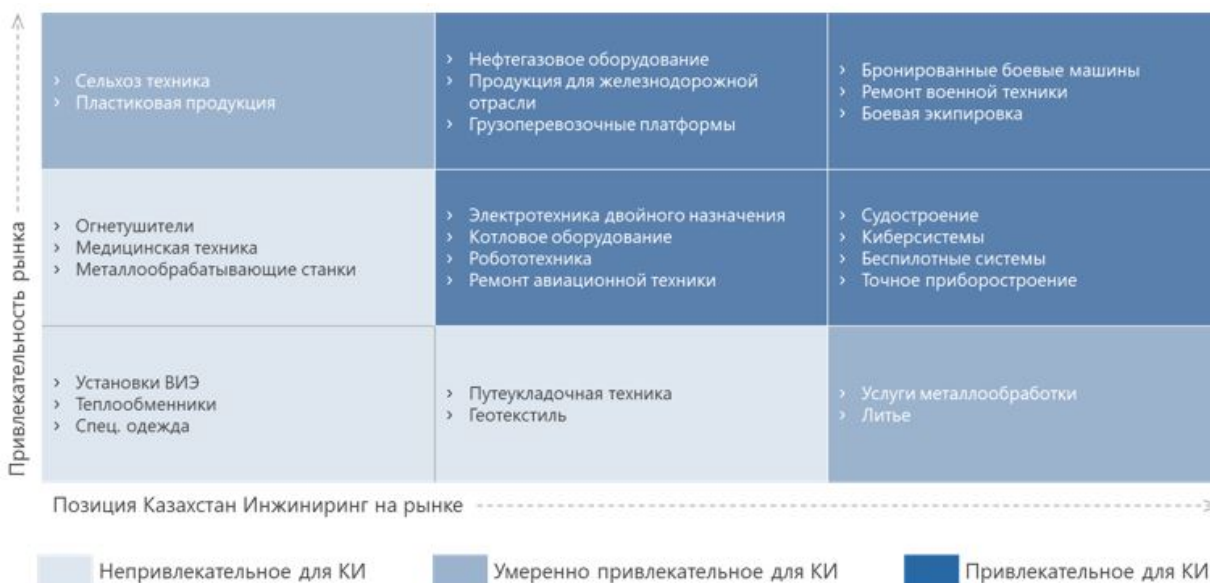 Привлекательность рынка
› Сельхоз техника
› Пластиковая продукция
› Нефтегазовое оборудование
› Продукция для железнодорожной
отрасли
› Грузоперевозочные платформы
› Бронированные боевые машины
› Ремонт военной техники
› Боевая экипировка
› Огнетушители
› Медицинская техника
› Металлообрабатывающие станки
› Электротехника двойного назначения
› Котловое оборудование
› Робототехника
› Ремонт авиационной техники
› Судостроение
› Киберсистемы
› Беспилотные системы
› Точное приборостроение
› Установки ВИЭ
› Теплообменники
› Спец. одежда
› Путеукладочная техника
› Геотекстиль
› Услуги металлообработки
› Литье
Позиция Казахстан Инжиниринг на рынке
Непривлекательное для КИ
Умеренно привлекательное для КИ
Привлекательное для КИ